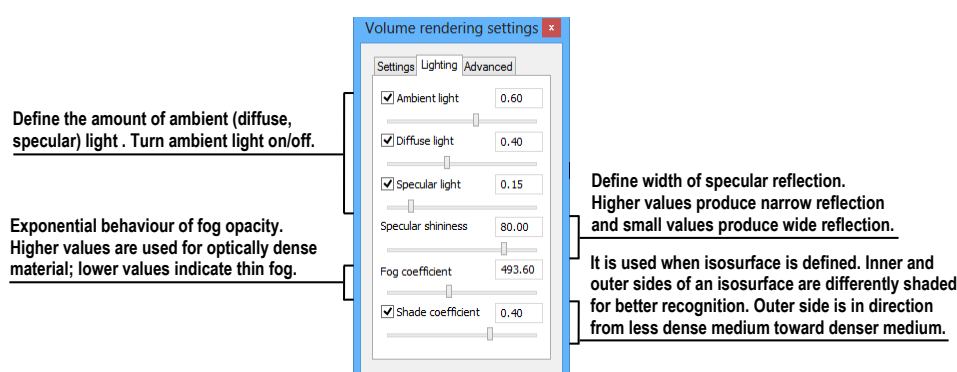 Volume rendering settings x
Settings Lighting Advanced
Ambient light 0.60
Diffuse light 0.40
Specular light 0.15
Specular shininess 80.00
Fog coefficient 493.60
Shade coefficient 0.40
Define the amount of ambient (diffuse,
specular) light . Turn ambient light on/off.
Exponential behaviour of fog opacity.
Higher values are used for optically dense
material; lower values indicate thin fog.
Define width of specular reflection.
Higher values produce narrow reflection
and small values produce wide reflection.
It is used when isosurface is defined. Inner and
outer sides of an isosurface are differently shaded
for better recognition. Outer side is in direction
from less dense medium toward denser medium.